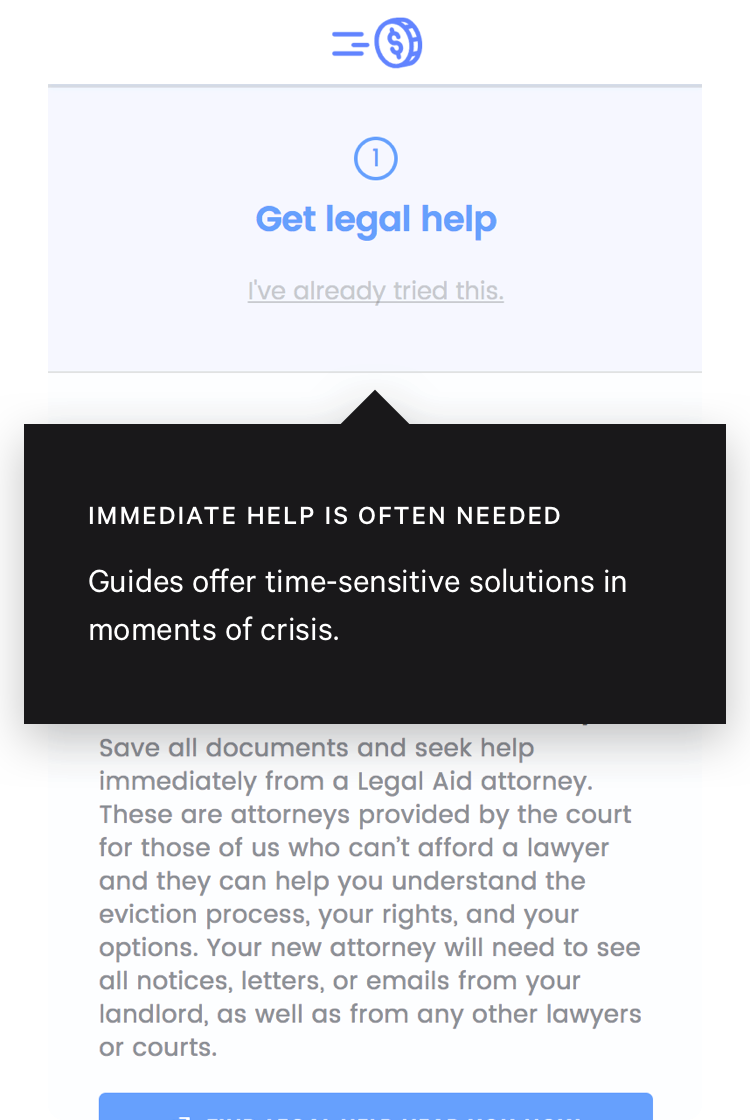 $
1
Get legal help
I've already tried this.
IMMEDIATE HELP IS OFTEN NEEDED
Guides offer time-sensitive solutions in
moments of crisis.
Save all documents and seek help
immediately from a Legal Aid attorney.
These are attorneys provided by the court
for those of us who can’t afford a lawyer
and they can help you understand the
eviction process, your rights, and your
options. Your new attorney will need to see
all notices, letters, or emails from your
landlord, as well as from any other lawyers
or courts.